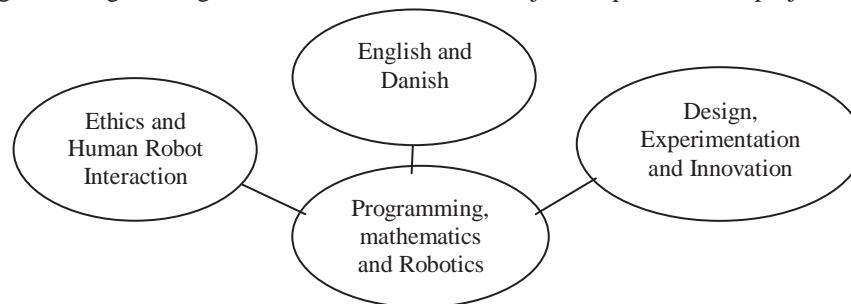 English and
Danish
Ethics and
Human Robot
Interaction
Design,
Experimentation
and Innovation
Programming,
mathematics
and Robotics